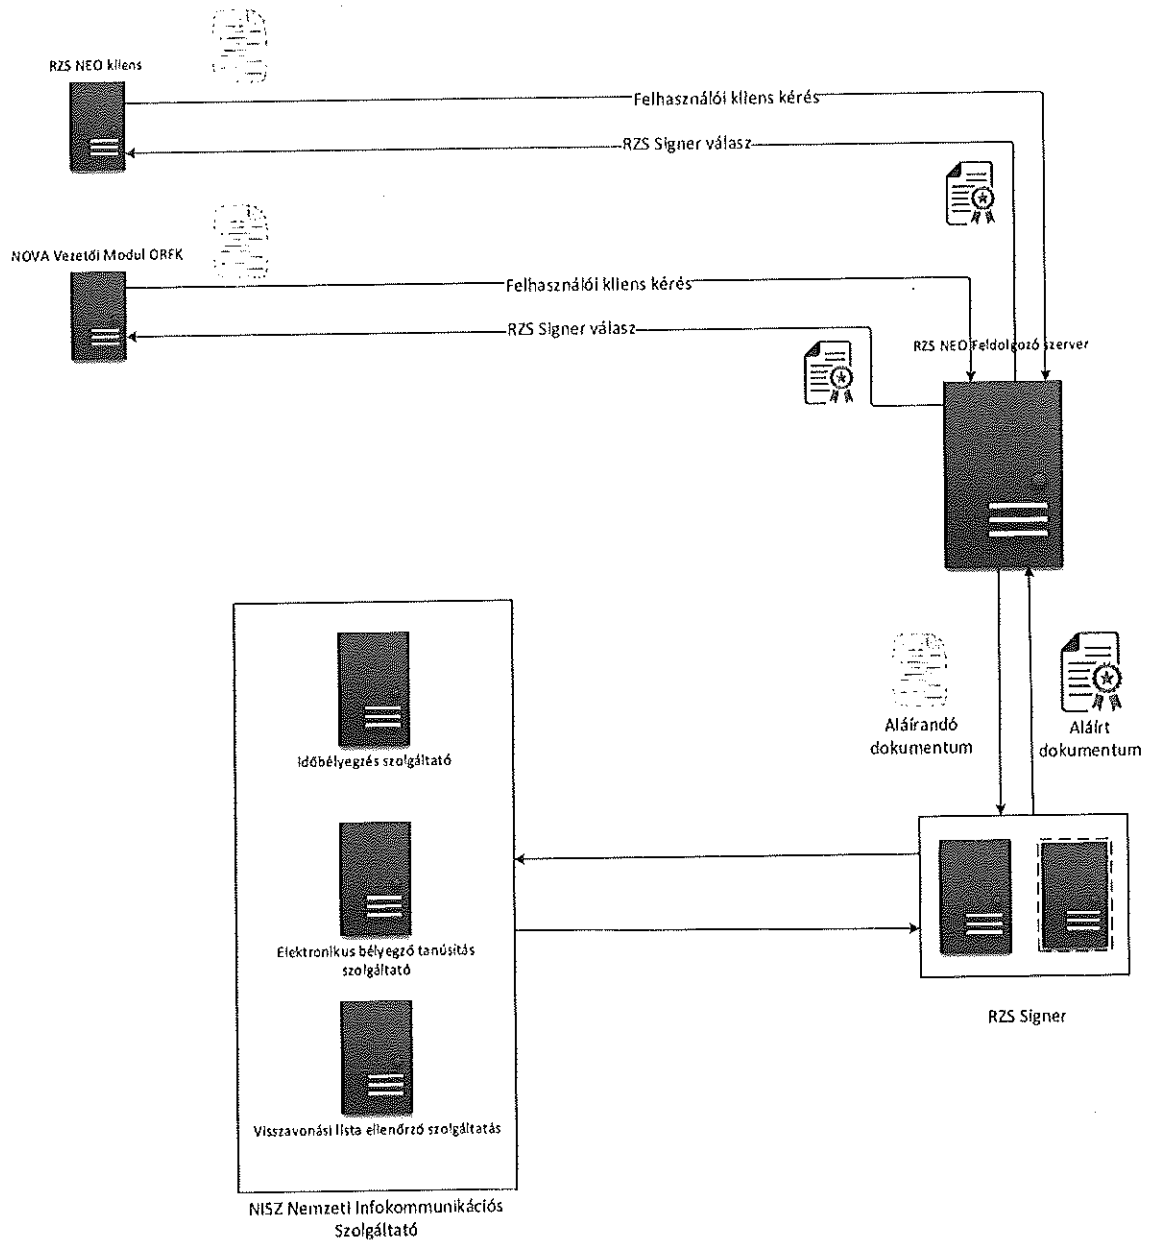 RZS NEO kliens
Felhasználói kliens kérés
RZS Signer válasz
NOVA Vezetői Modul ORFK
Felhasználói kliens kérés
RZS Signer válasz
RZS NEO Feldolgozó szerver
Aláírandó
dokumentum
Aláírt
dokumentum
Időbélyegzés szolgáltató
Elektronikus bélyegző tanúsítás
szolgáltató
Visszavonási lista ellenőrző szolgáltatás
RZS Signer
NISZ Nemzeti Infokommunikációs
Szolgáltató